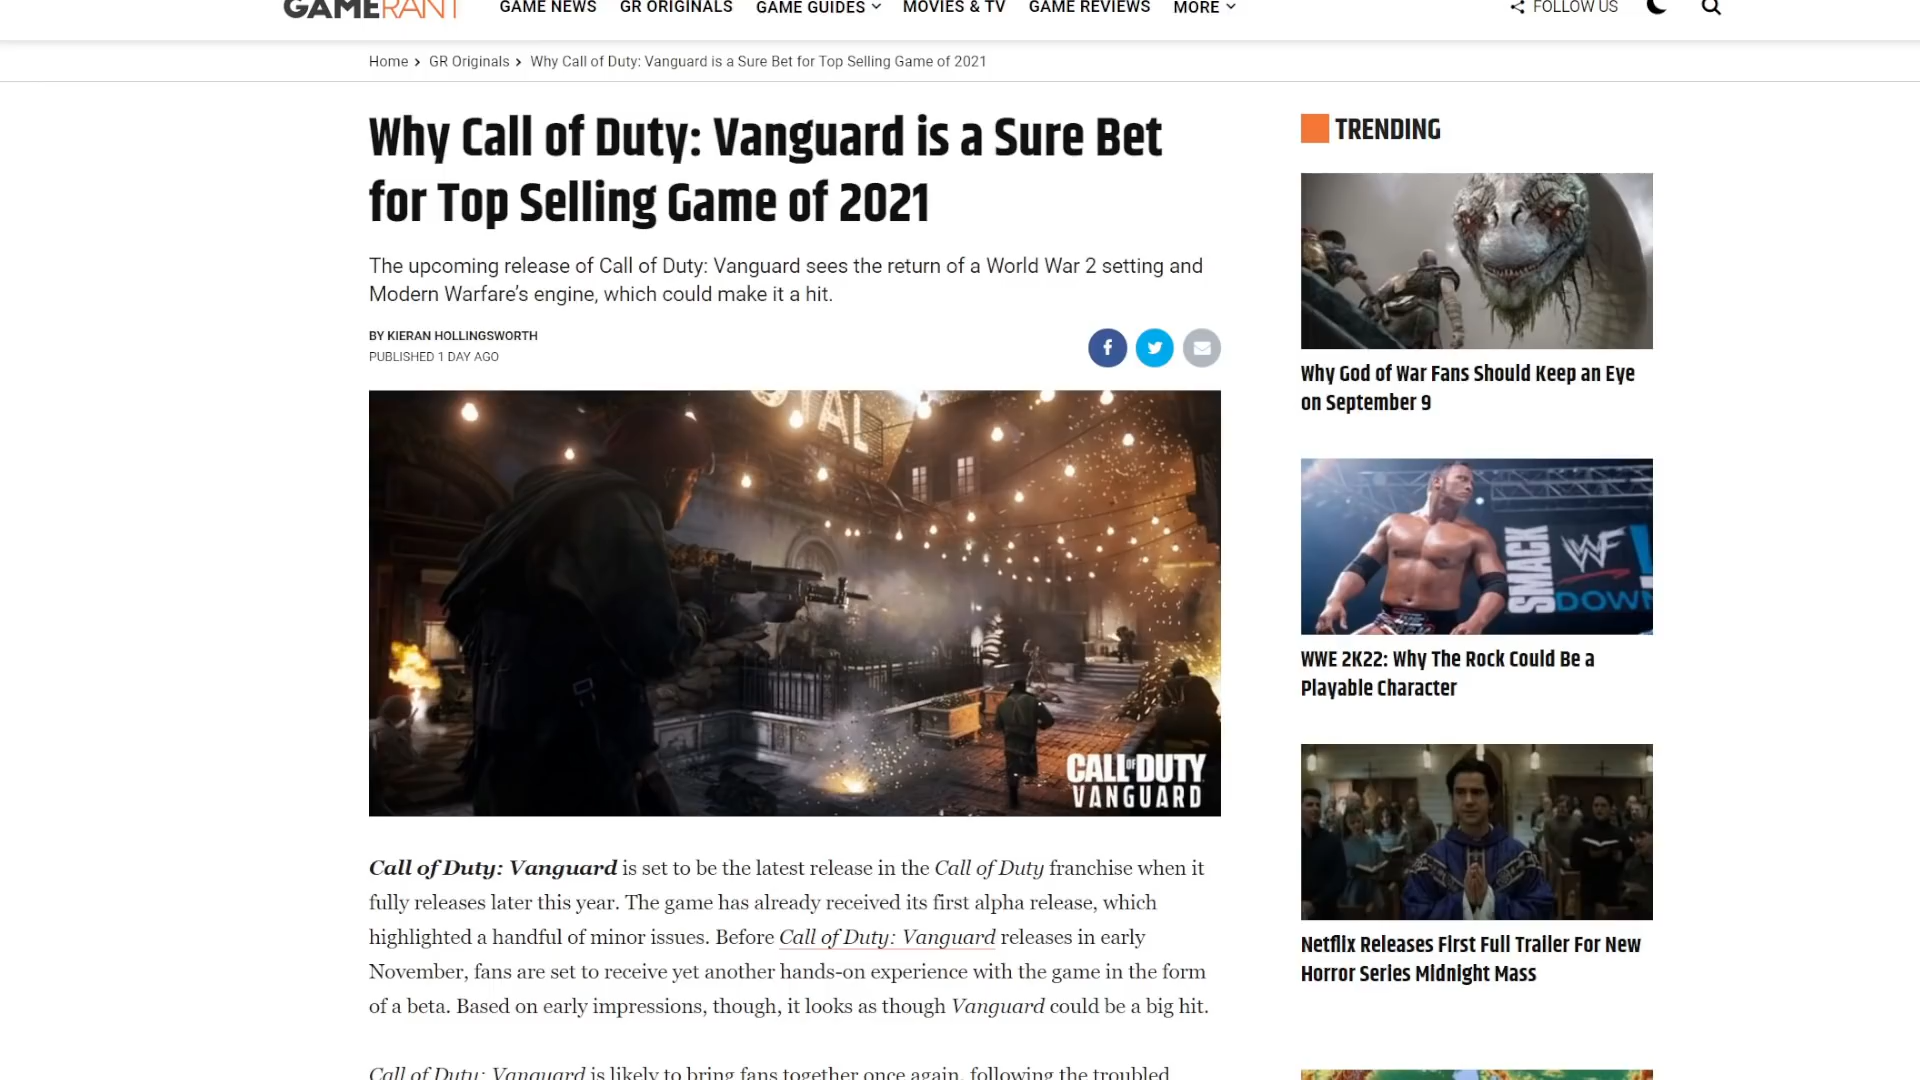 GAMERANT
GAME NEWS GR ORIGINALS GAME GUIDES MOVIES & TV GAME REVIEWS MORE FOLLOW US
Home > GR Originals > Why Call of Duty: Vanguard is a Sure Bet for Top Selling Game of 2021
Why Call of Duty: Vanguard is a Sure Bet
for Top Selling Game of 2021
The upcoming release of Call of Duty: Vanguard sees the return of a World War 2 setting and
Modern Warfare’s engine, which could make it a hit.
BY KIERAN HOLLINGSWORTH
PUBLISHED 1 DAY AGO
CALL OF DUTY
VANGUARD
Call of Duty: Vanguard is set to be the latest release in the Call of Duty franchise when it
fully releases later this year. The game has already received its first alpha release, which
highlighted a handful of minor issues. Before Call of Duty: Vanguard releases in early
November, fans are set to receive yet another hands-on experience with the game in the form
of a beta. Based on early impressions, though, it looks as though Vanguard could be a big hit.
Call of Duty: Vanguard is likely to bring fans together once again, following the troubled
TRENDING
Why God of War Fans Should Keep an Eye
on September 9
SMACK
DOWN!
WF
WWE 2K22: Why The Rock Could Be a
Playable Character
Netflix Releases First Full Trailer For New
Horror Series Midnight Mass